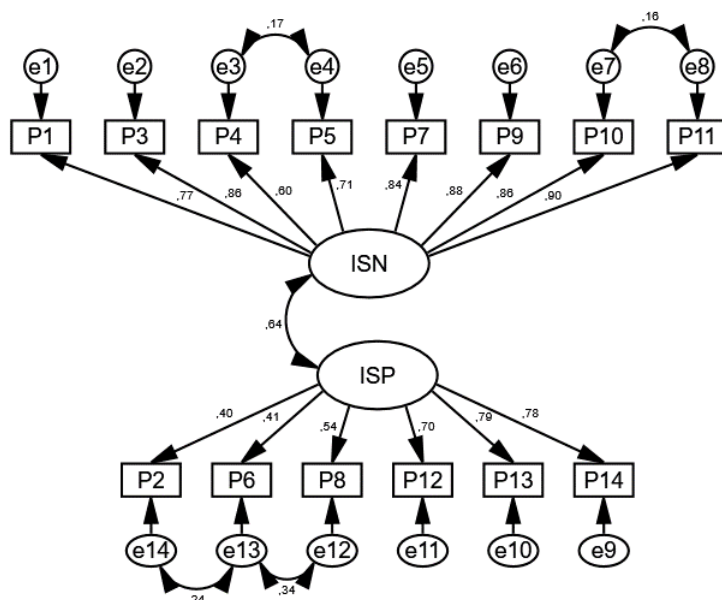 ,17 ,16
e1 e2 e3 e4 e5 e6 e7 e8
P1 P3 P4 P5 P7 P9 P10 P11
,77 ,86 ,60 ,71 ,84 ,88 ,86 ,90
ISN
,64
ISP
,40 ,41 ,54 ,70 ,79 ,78
P2 P6 P8 P12 P13 P14
e14 e13 e12 e11 e10 e9
,24 ,34